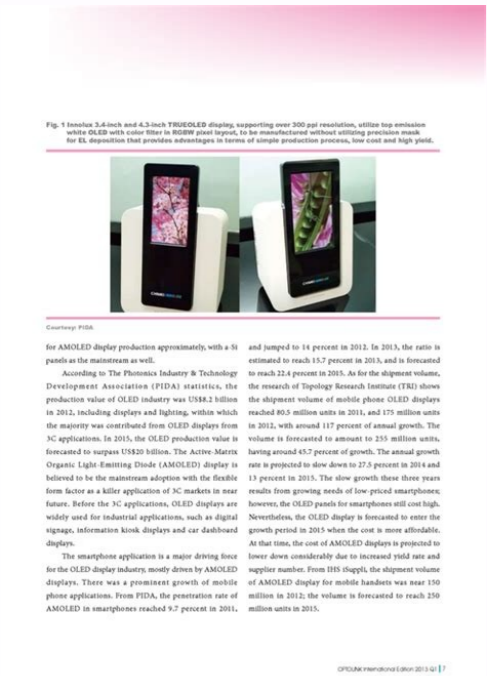 Fig. 1 Innolux 3.4-inch and 4.3-inch TRUEOLED display, supporting over 300 ppi resolution, utilize top emission
white OLED with color filter in RGBW pixel layout, to be manufactured without utilizing precision mask
for EL deposition that provides advantages in terms of simple production process, low cost and high yield.
Courtesy: PIDA
for AMOLED display production approximately, with a-Si
panels as the mainstream as well.
According to The Photonics Industry & Technology
Development Association (PIDA) statistics, the
production value of OLED industry was US$8.2 billion
in 2012, including displays and lighting, within which
the majority was contributed from OLED displays from
3C applications. In 2015, the OLED production value is
forecasted to surpass US$20 billion. The Active-Matrix
Organic Light-Emitting Diode (AMOLED) display is
believed to be the mainstream adoption with the flexible
form factor as a killer application of 3C markets in near
future. Before the 3C applications, OLED displays are
widely used for industrial applications, such as digital
signage, information kiosk displays and car dashboard
displays.
The smartphone application is a major driving force
for the OLED display industry, mostly driven by AMOLED
displays. There was a prominent growth of mobile
phone applications. From PIDA, the penetration rate of
AMOLED in smartphones reached 9.7 percent in 2011,
and jumped to 14 percent in 2012. In 2013, the ratio is
estimated to reach 15.7 percent in 2013, and is forecasted
to reach 22.4 percent in 2015. As for the shipment volume,
the research of Topology Research Institute (TRI) shows
the shipment volume of mobile phone OLED displays
reached 80.5 million units in 2011, and 175 million units
in 2012, with around 117 percent of annual growth. The
volume is forecasted to amount to 255 million units,
having around 45.7 percent of growth. The annual growth
rate is projected to slow down to 27.5 percent in 2014 and
13 percent in 2015. The slow growth these three years
results from growing needs of low-priced smartphones;
however, the OLED panels for smartphones still cost high.
Nevertheless, the OLED display is forecasted to enter the
growth period in 2015 when the cost is more affordable.
At that time, the cost of AMOLED displays is projected to
lower down considerably due to increased yield rate and
supplier number. From IHS iSuppli, the shipment volume
of AMOLED display for mobile handsets was near 150
million in 2012; the volume is forecasted to reach 250
million units in 2015.
OPTOLINK International Edition 2013 Q1 | 7